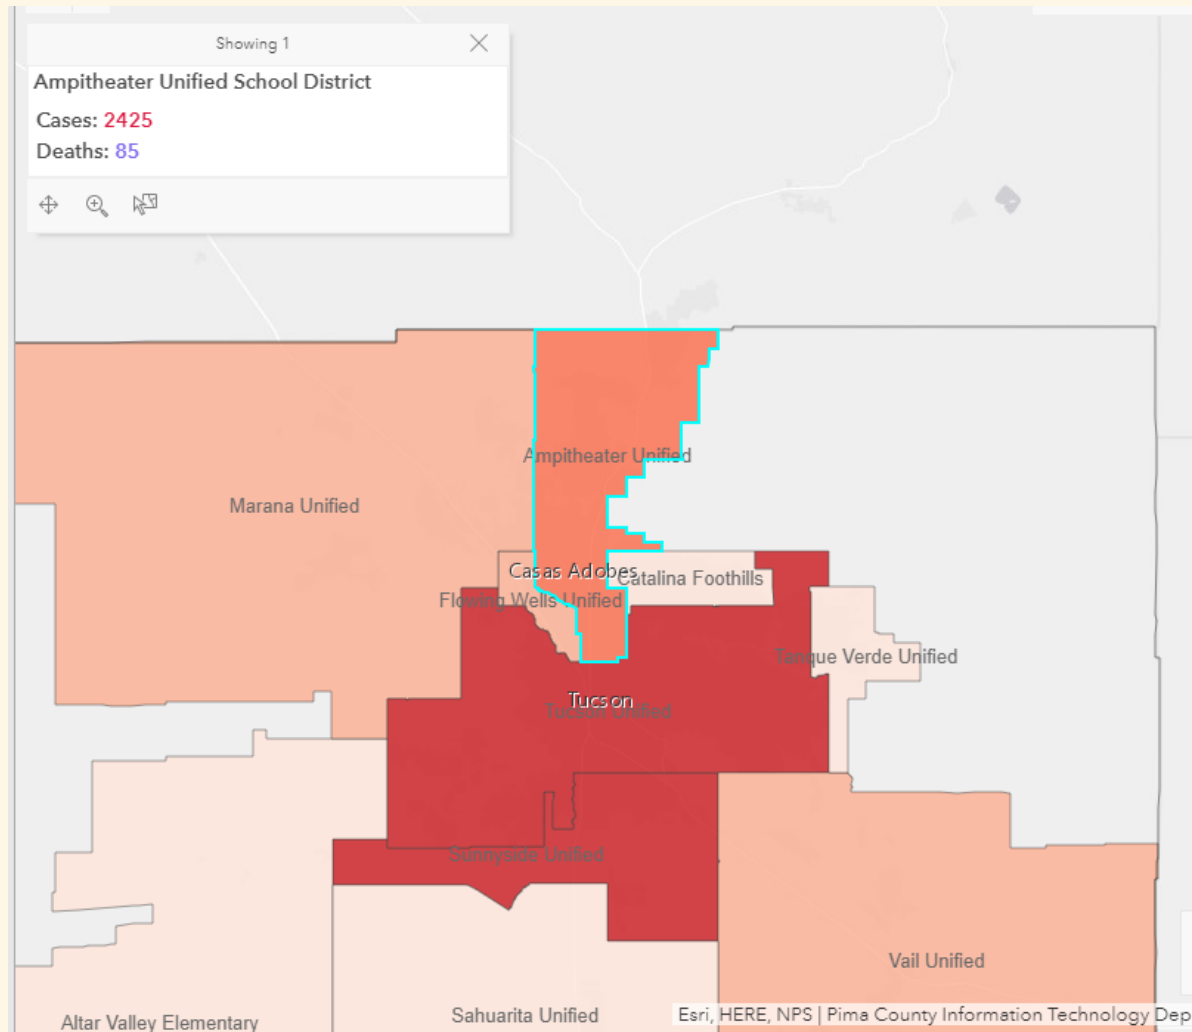 Showing 1
Ampitheater Unified School District
Cases: 2425
Deaths: 85
Ampitheater Unified
Marana Unified
Casas Adobes
Catalina Foothills
Flowing Wells Unified
Tanque Verde Unified
Tucson
Tucson Unified
Sunnyside Unified
Vail Unified
Sahuarita Unified
Altar Valley Elementary
Esri, HERE, NPS | Pima County Information Technology Dep